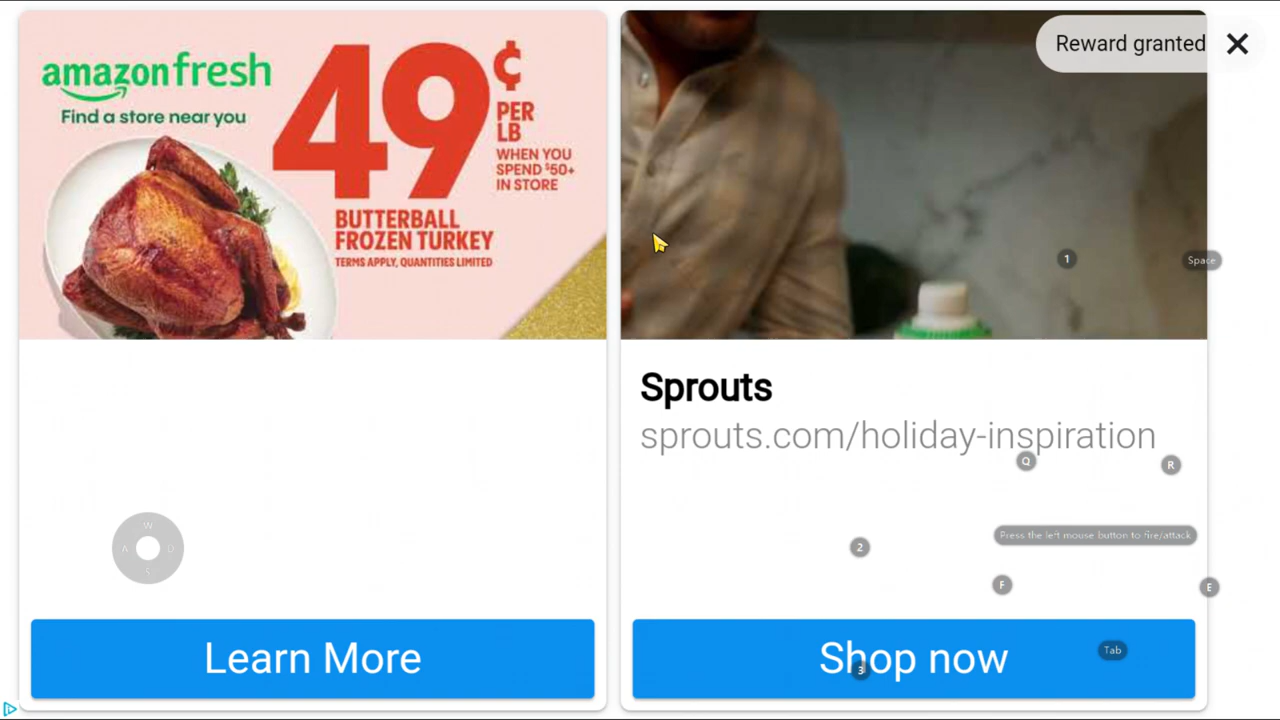 amazonfresh
Find a store near you
49¢
PER
LB
WHEN YOU
SPEND $50+
IN STORE
BUTTERBALL
FROZEN TURKEY
TERMS APPLY, QUANTITIES LIMITED
Learn More
W
A
D
S
Reward granted
1
Space
Sprouts
sprouts.com/holiday-inspiration
Q
R
Press the left mouse button to fire/attack
2
F
E
Shop now
Tab
3